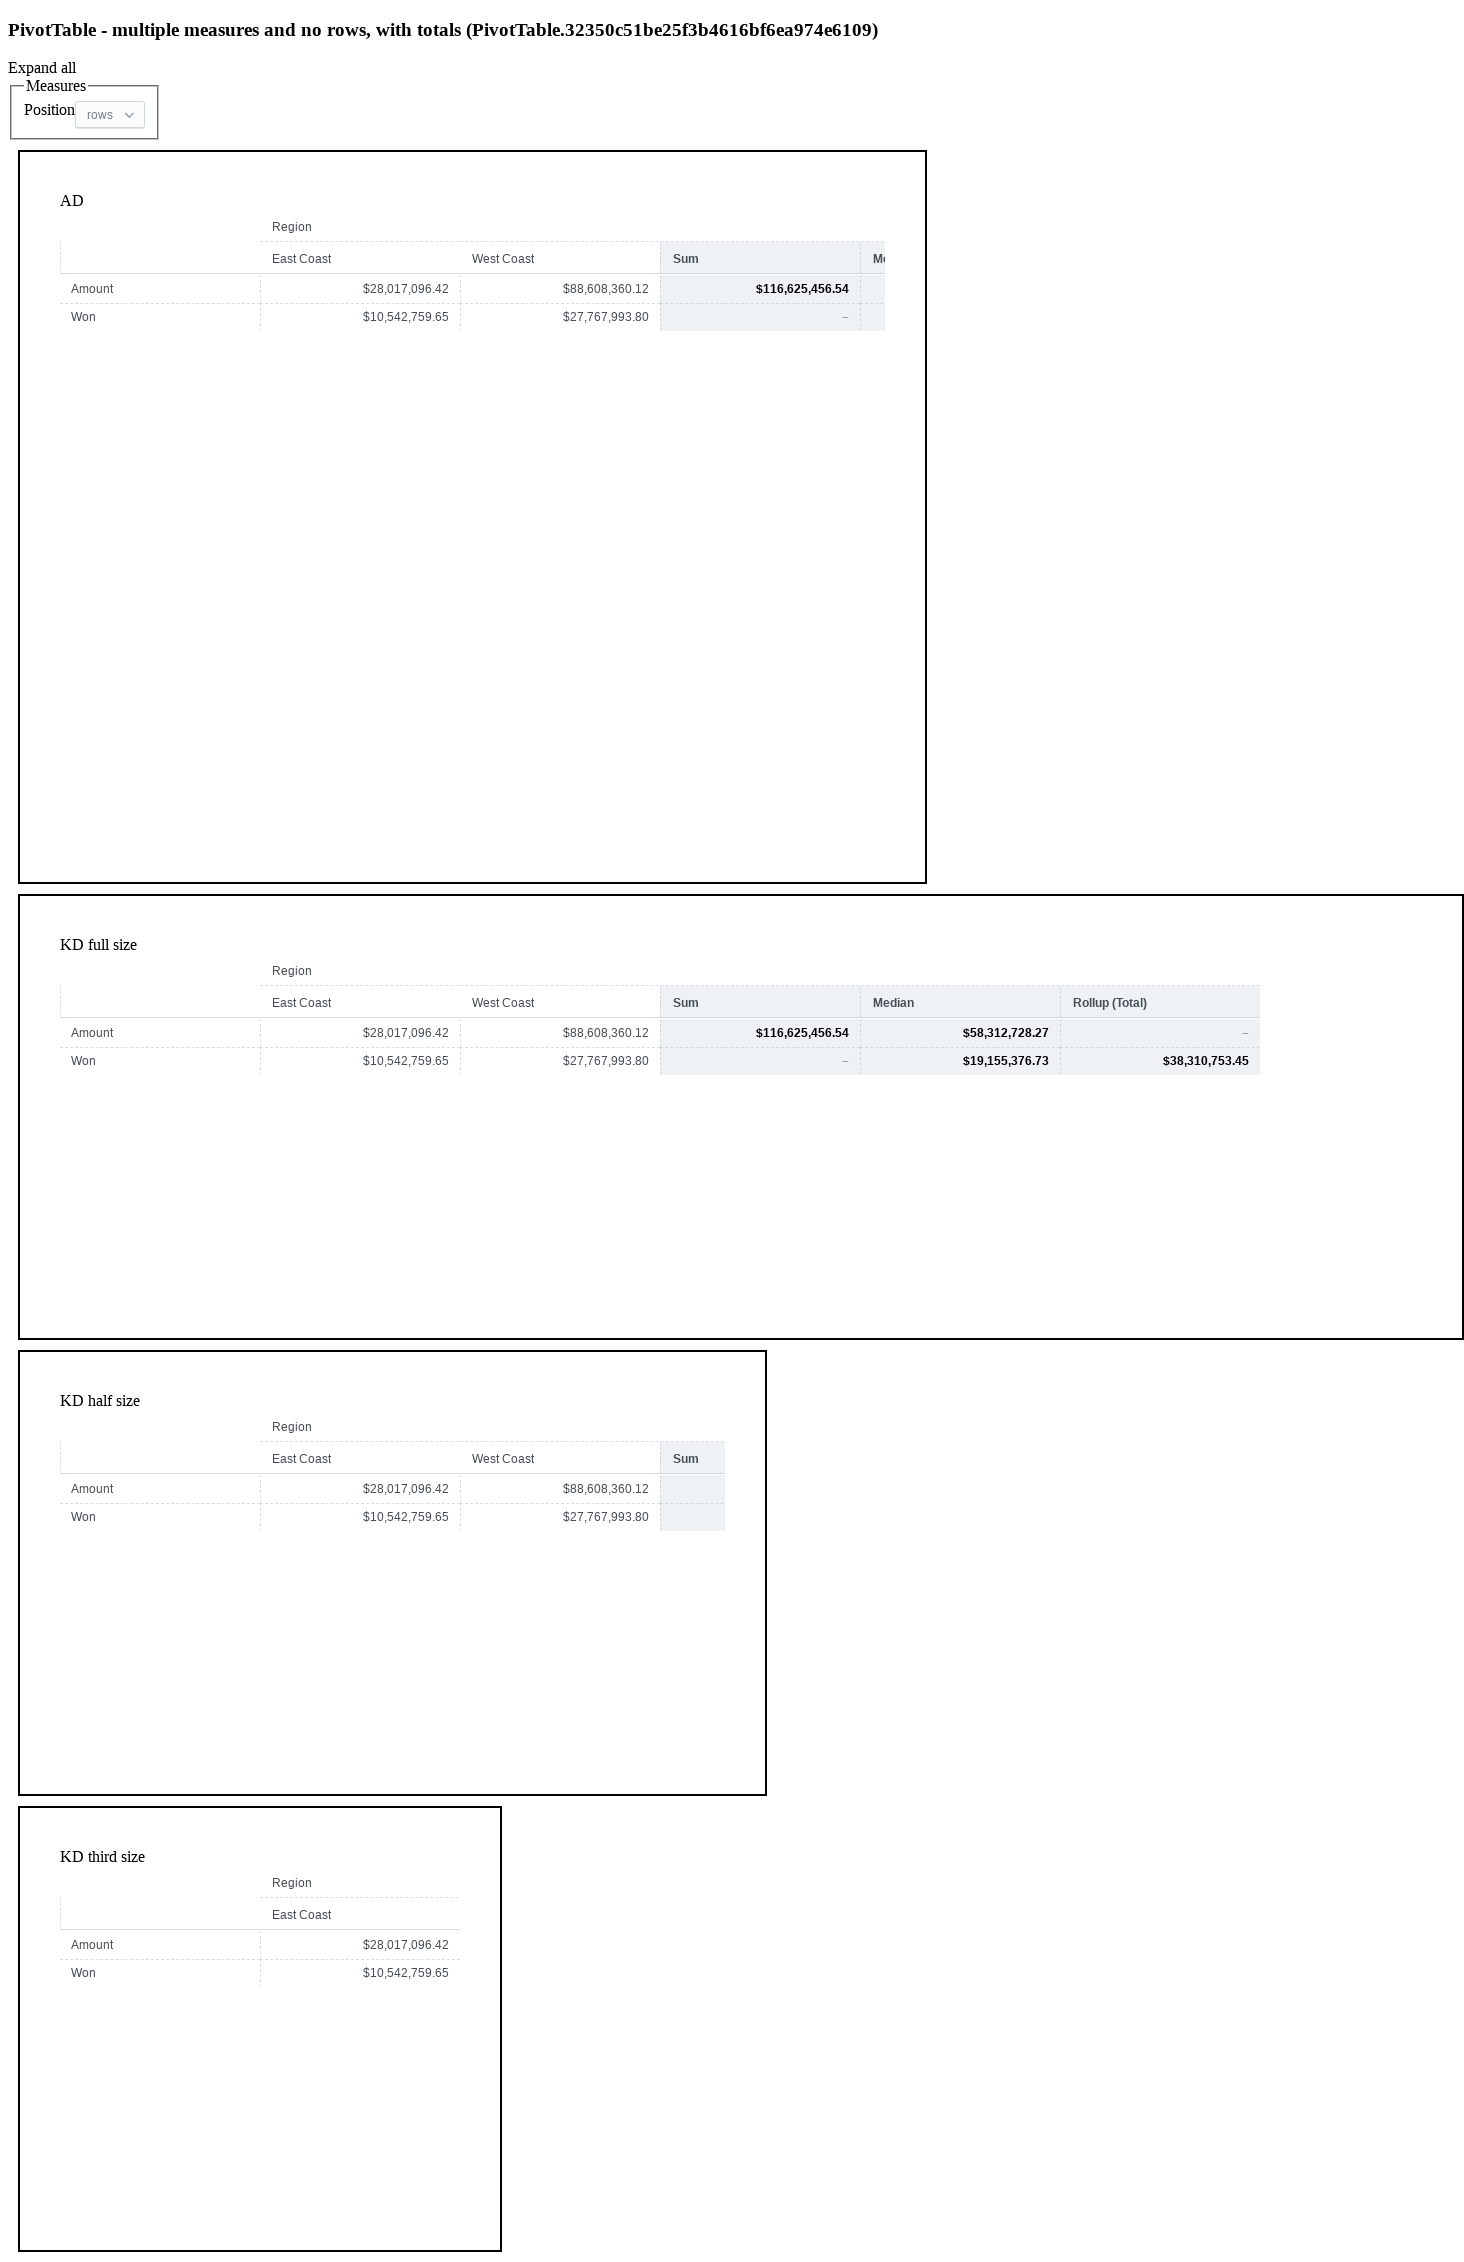 PivotTable - multiple measures and no rows, with totals (PivotTable.32350c51be25f3b4616bf6ea974e6109)
Expand all
Measures
Position rows
AD
Region
East Coast West Coast Sum
Amount $28,017,096.42 $88,608,360.12 $116,625,456.54
Won $10,542,759.65 $27,767,993.80 –
KD full size
Region
East Coast West Coast Sum Median Rollup (Total)
Amount $28,017,096.42 $88,608,360.12 $116,625,456.54 $58,312,728.27 –
Won $10,542,759.65 $27,767,993.80 – $19,155,376.73 $38,310,753.45
KD half size
Region
East Coast West Coast Sum
Amount $28,017,096.42 $88,608,360.12
Won $10,542,759.65 $27,767,993.80
KD third size
Region
East Coast
Amount $28,017,096.42
Won $10,542,759.65